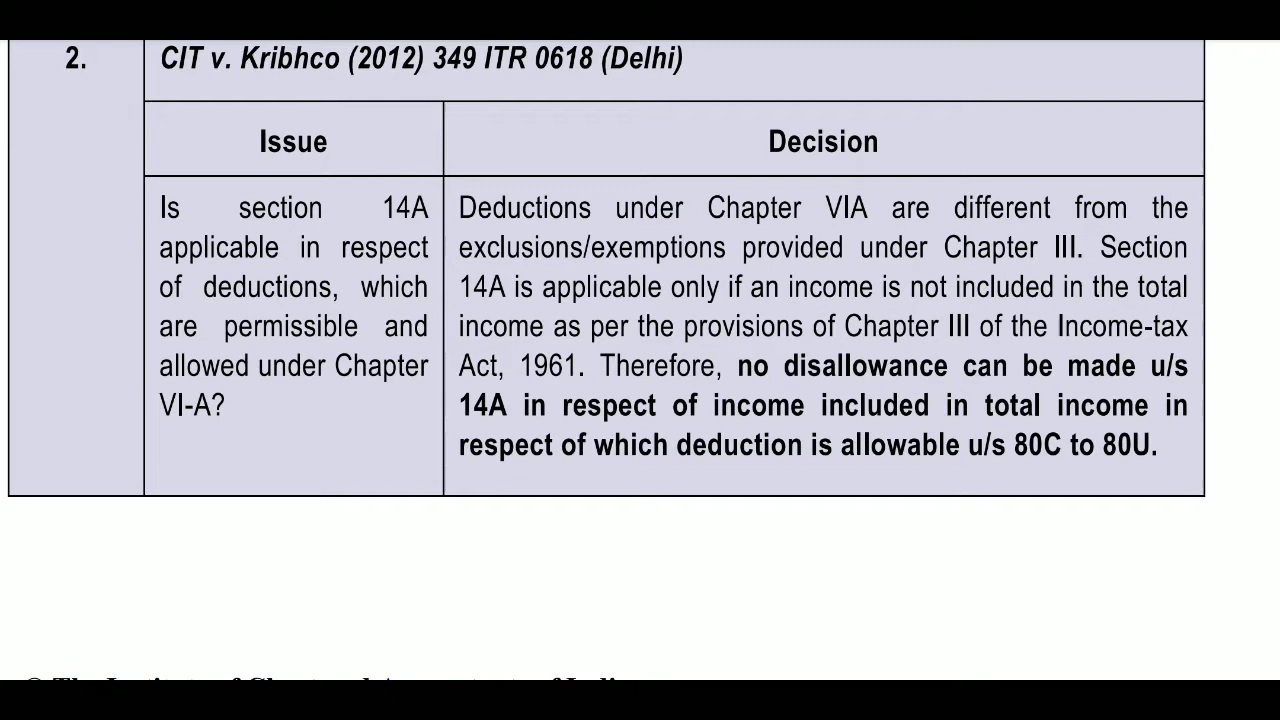 2.
CIT v. Kribhco (2012) 349 ITR 0618 (Delhi)
Issue
Decision
Is section 14A
applicable in respect
of deductions, which
are permissible and
allowed under Chapter
VI-A?
Deductions under Chapter VIA are different from the
exclusions/exemptions provided under Chapter III. Section
14A is applicable only if an income is not included in the total
income as per the provisions of Chapter III of the Income-tax
Act, 1961. Therefore, no disallowance can be made u/s
14A in respect of income included in total income in
respect of which deduction is allowable u/s 80C to 80U.